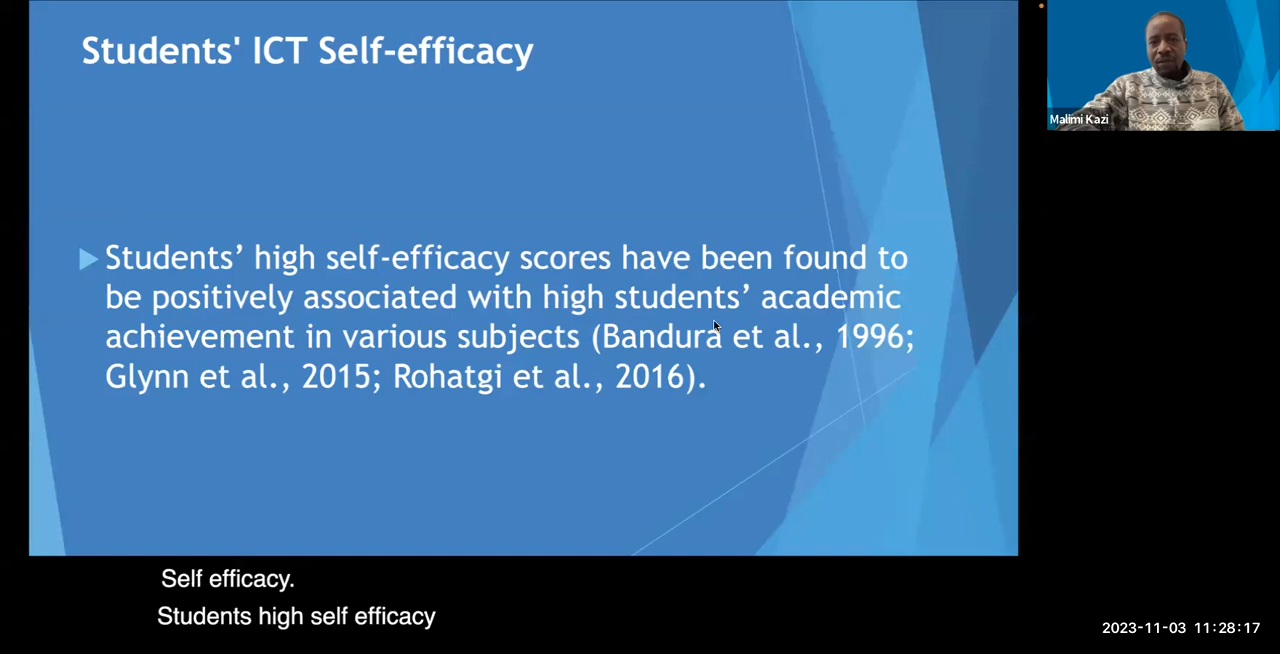 Students' ICT Self-efficacy
Malimi Kazi
Students’ high self-efficacy scores have been found to
be positively associated with high students’ academic
achievement in various subjects (Bandura et al., 1996;
Glynn et al., 2015; Rohatgi et al., 2016).
Self efficacy.
Students high self efficacy
2023-11-03 11:28:17